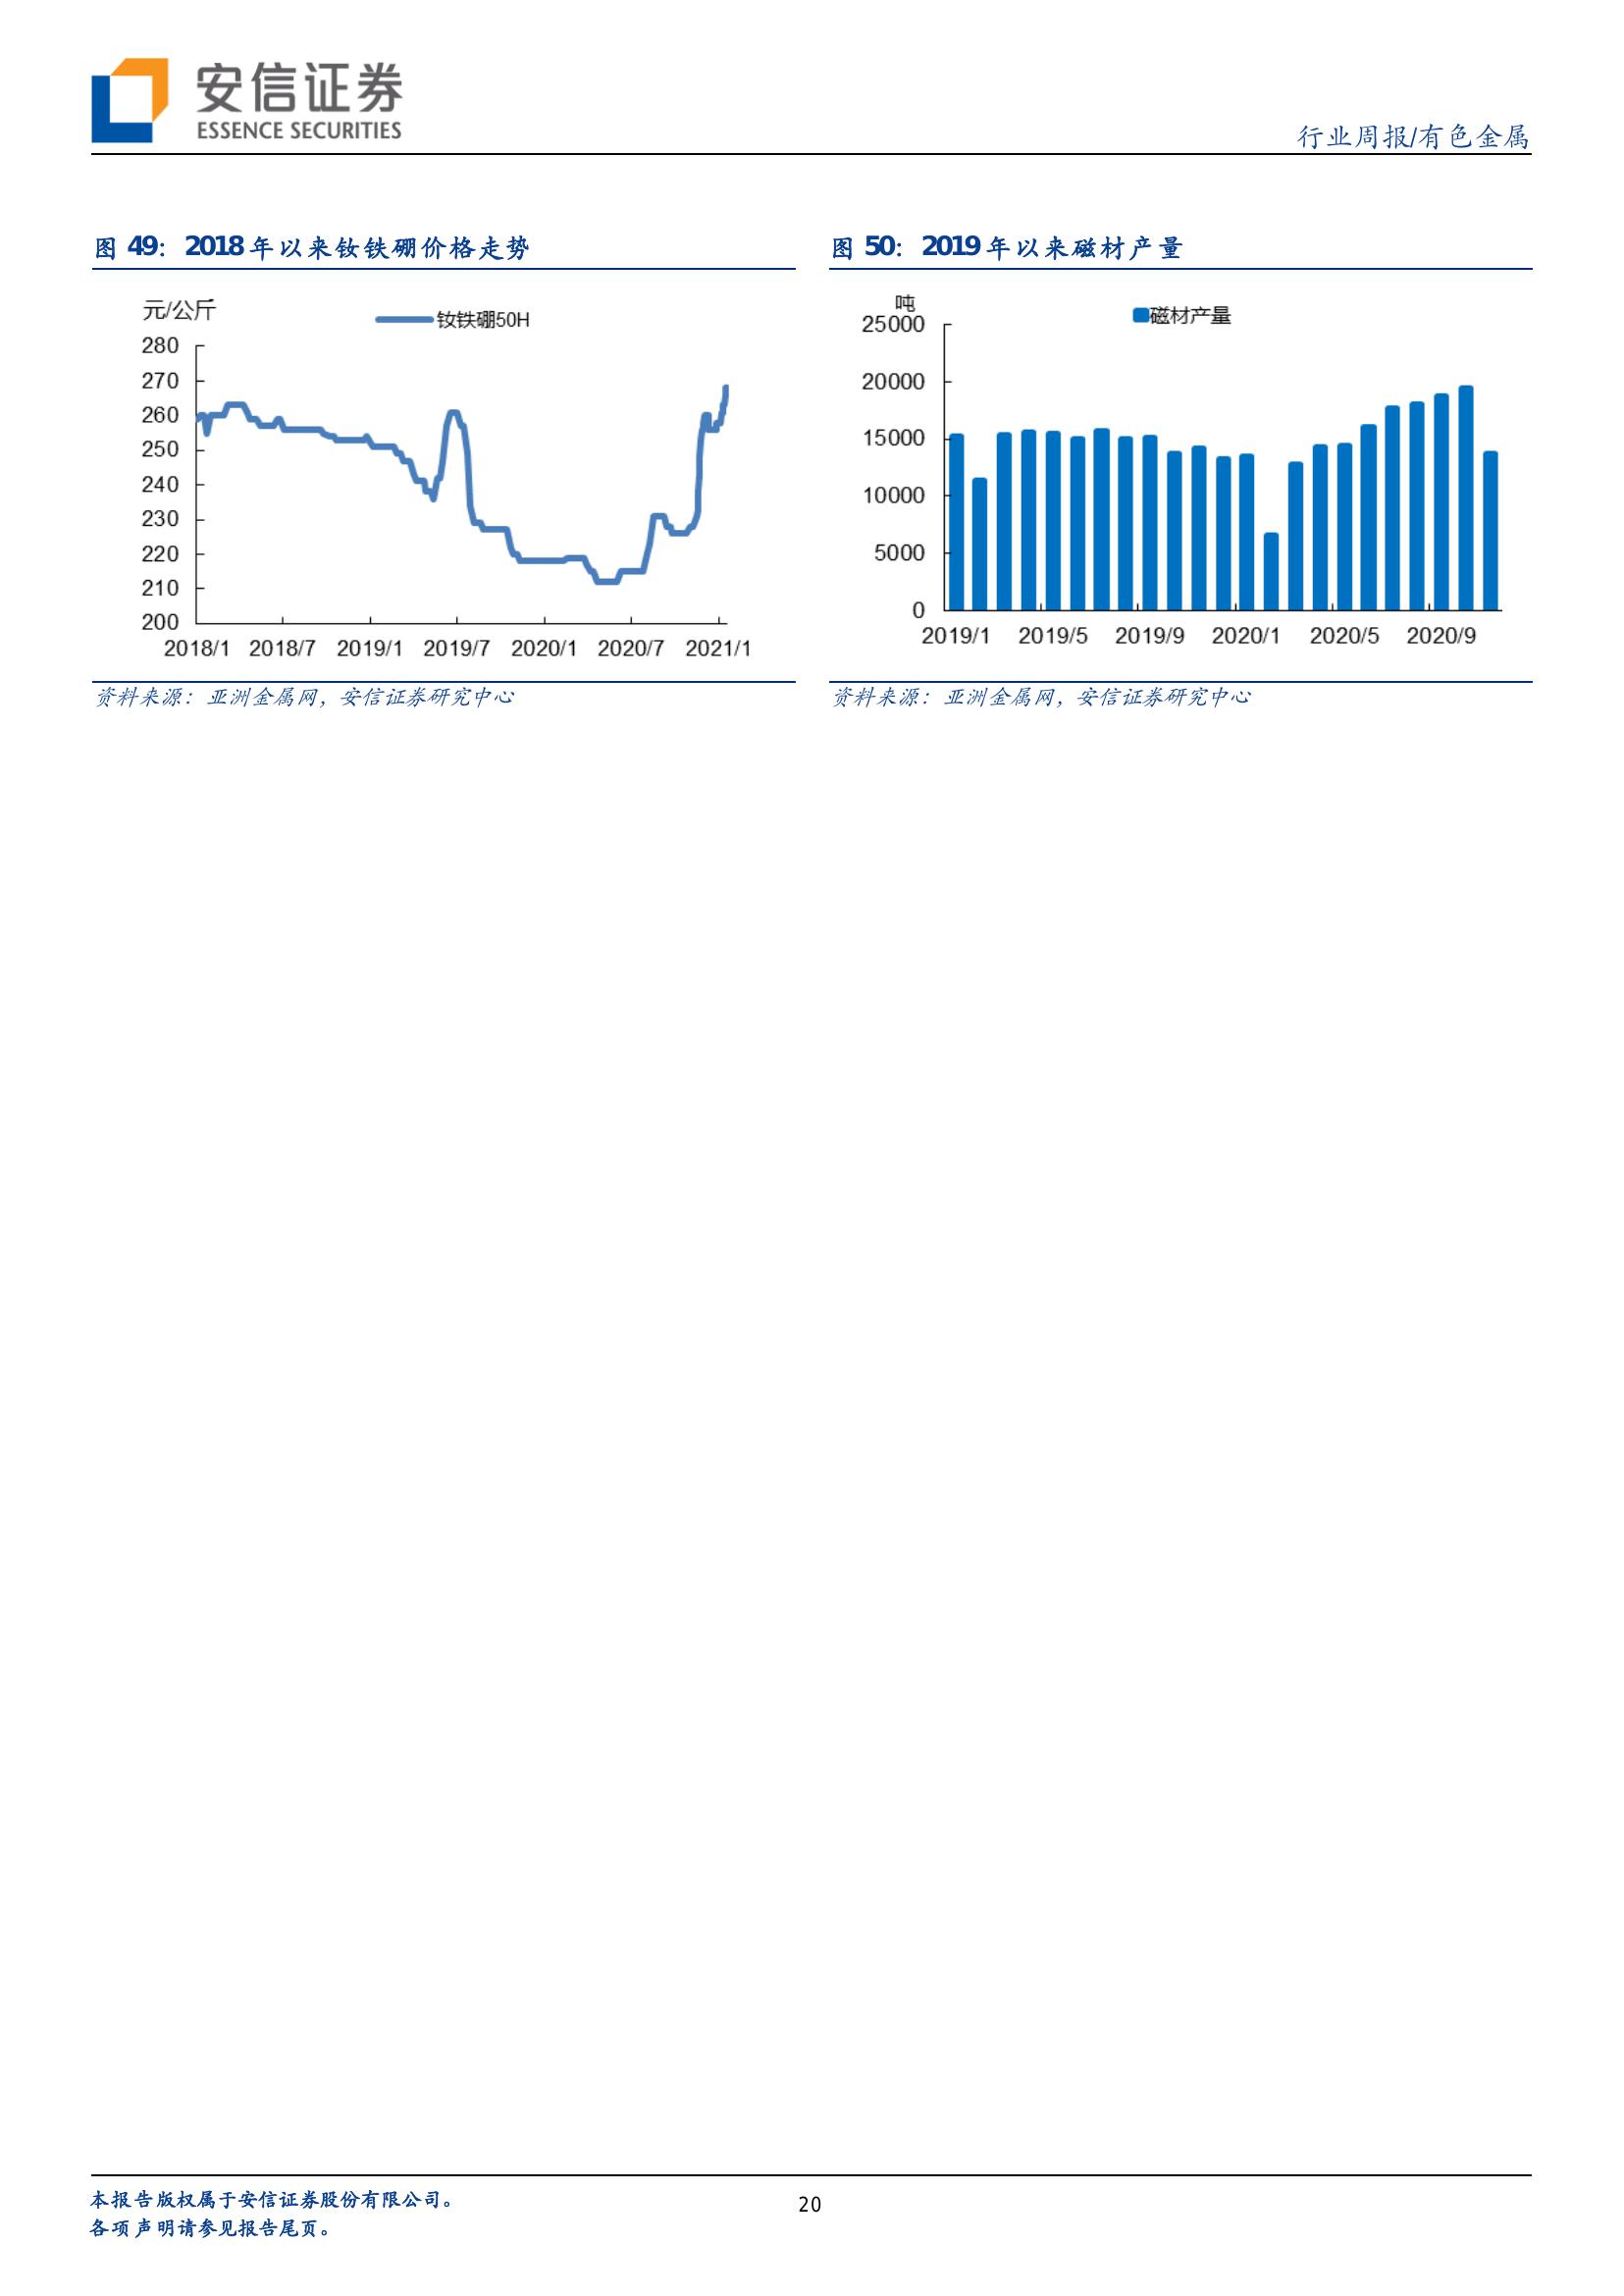 安信证券
ESSENCE SECURITIES
行业周报/有色金属
图 49：2018 年以来钕铁硼价格走势
元/公斤
钕铁硼50H
280
270
260
250
240
230
220
210
200
2018/1 2018/7 2019/1 2019/7 2020/1 2020/7 2021/1
资料来源：亚洲金属网，安信证券研究中心
图 50：2019 年以来磁材产量
吨
磁材产量
25000
20000
15000
10000
5000
0
2019/1 2019/5 2019/9 2020/1 2020/5 2020/9
资料来源：亚洲金属网，安信证券研究中心
本报告版权属于安信证券股份有限公司。
各项声明请参见报告尾页。
20